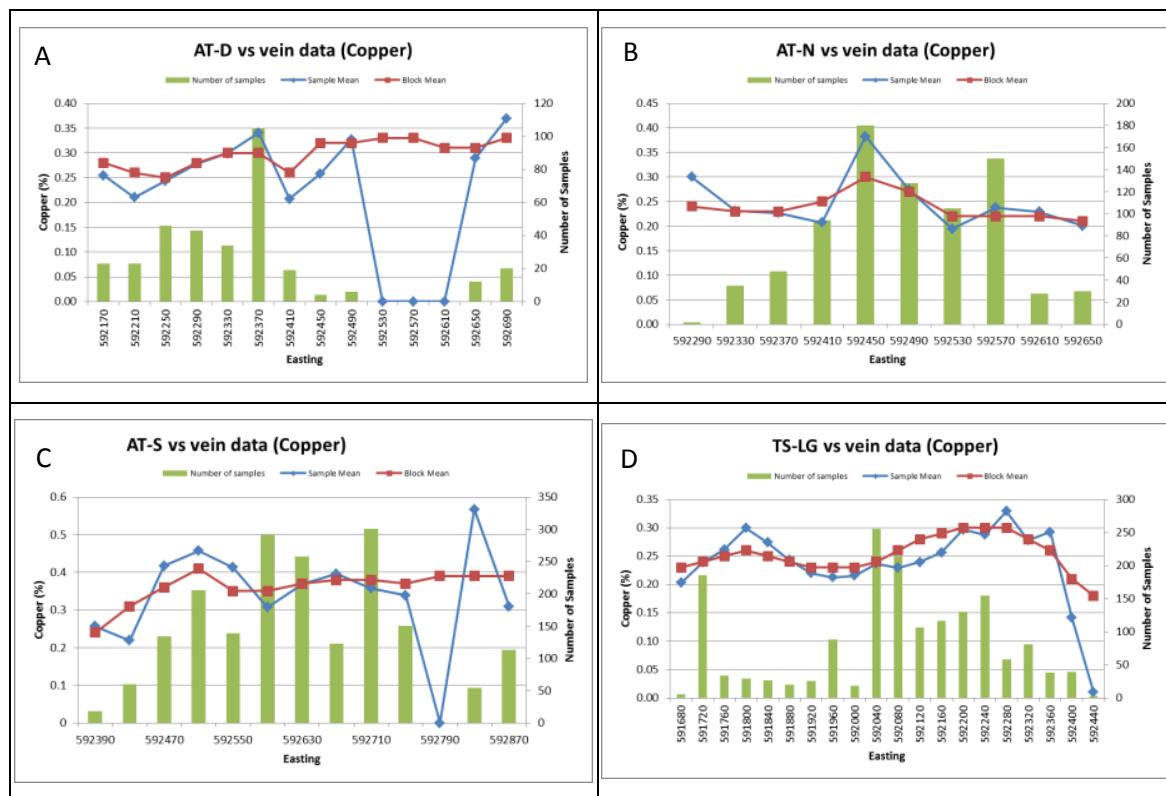 A
AT-D vs vein data (Copper)
Number of samples Sample Mean Block Mean
0.40
0.35
0.30
0.25
0.20
0.15
0.10
0.05
0.00
Copper (%)
120
100
80
60
40
20
0
Number of Samples
592170 592210 592250 592290 592330 592370 592410 592450 592490 592530 592570 592610 592650 592690
Easting
B
AT-N vs vein data (Copper)
Number of samples Sample Mean Block Mean
0.45
0.40
0.35
0.30
0.25
0.20
0.15
0.10
0.05
0.00
Copper (%)
200
180
160
140
120
100
80
60
40
20
0
Number of Samples
592290 592330 592370 592410 592450 592490 592530 592570 592610 592650
Easting
C
AT-S vs vein data (Copper)
Number of samples Sample Mean Block Mean
0.6
0.5
0.4
0.3
0.2
0.1
0
Copper (%)
350
300
250
200
150
100
50
0
Number of Samples
592390 592470 592550 592630 592710 592790 592870
Easting
D
TS-LG vs vein data (Copper)
Number of samples Sample Mean Block Mean
0.35
0.30
0.25
0.20
0.15
0.10
0.05
0.00
Copper (%)
300
250
200
150
100
50
0
Number of Samples
591680 591720 591760 591800 591840 591880 591920 591960 592000 592040 592080 592120 592160 592200 592240 592280 592320 592360 592400 592440
Easting